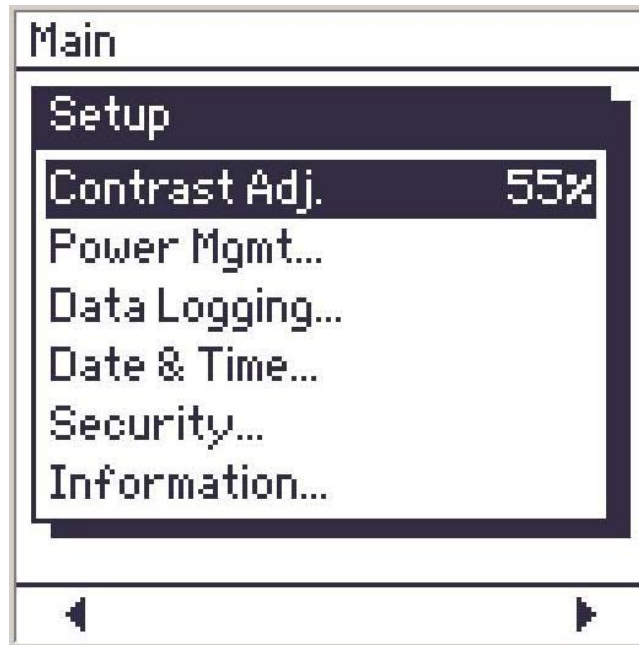 Main
Setup
Contrast Adj. 55%
Power Mgmt...
Data Logging...
Date & Time...
Security...
Information...